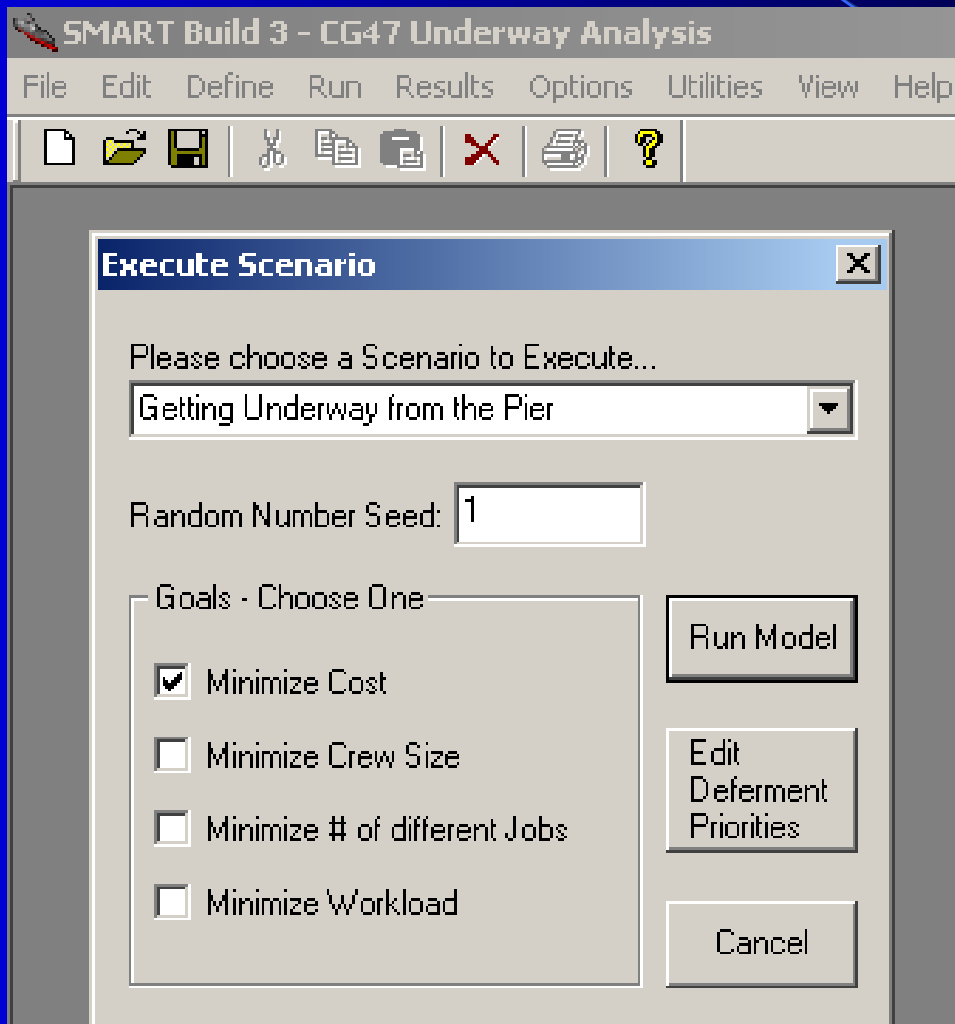 SMART Build 3 - CG47 Underway Analysis
File Edit Define Run Results Options Utilities View Help
Execute Scenario
Please choose a Scenario to Execute...
Getting Underway from the Pier
Random Number Seed: 1
Goals - Choose One
Minimize Cost
Minimize Crew Size
Minimize # of different Jobs
Minimize Workload
Run Model
Edit
Deferment
Priorities
Cancel